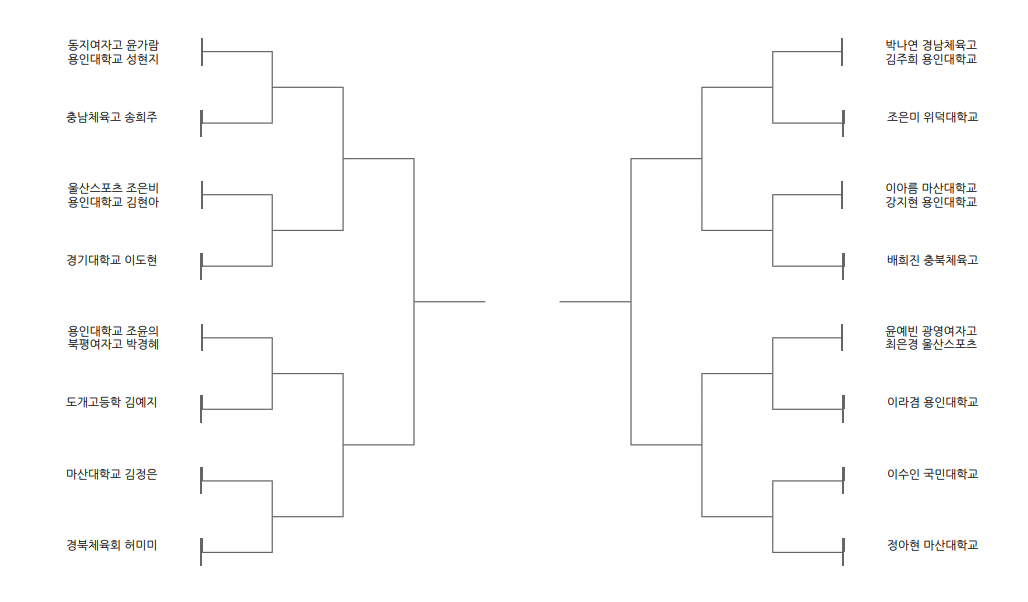 동지여자고 윤가람
용인대학교 성현지
충남체육고 송희주
울산스포츠 조은비
용인대학교 김현아
경기대학교 이도현
용인대학교 조윤의
북평여자고 박경혜
도개고등학 김예지
마산대학교 김정은
경북체육회 허미미
박나연 경남체육고
김주희 용인대학교
조은미 위덕대학교
이아름 마산대학교
강지현 용인대학교
배희진 충북체육고
윤예빈 광영여자고
최은경 울산스포츠
이라겸 용인대학교
이수인 국민대학교
정아현 마산대학교